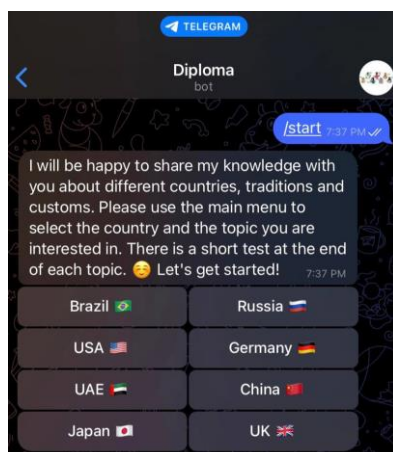 TELEGRAM
Diploma
bot
/start 7:37 PM
I will be happy to share my knowledge with
you about different countries, traditions and
customs. Please use the main menu to
select the country and the topic you are
interested in. There is a short test at the end
of each topic. ☺️ Let's get started! 7:37 PM
Brazil 🇧🇷 Russia 🇷🇺
USA 🇺🇸 Germany 🇩🇪
UAE 🇦🇪 China 🇨🇳
Japan 🇯🇵 UK 🇬🇧